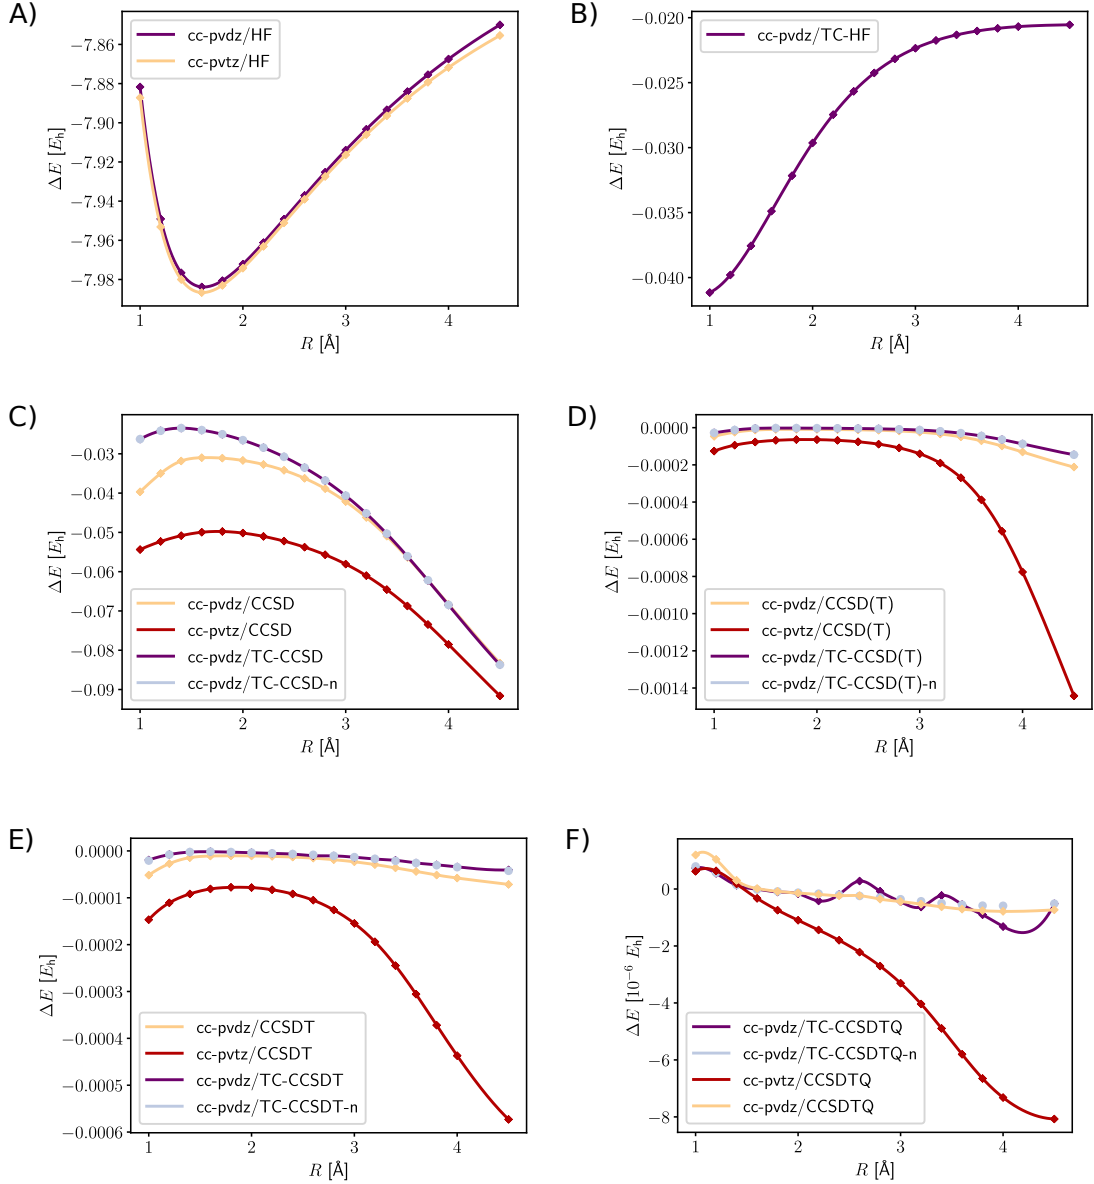 A)
cc-pvdz/HF
cc-pvtz/HF
−7.86
−7.88
−7.90
−7.92
−7.94
−7.96
−7.98
ΔE [Eh]
1 2 3 4
R [Å]
B)
cc-pvdz/TC-HF
−0.020
−0.025
−0.030
−0.035
−0.040
ΔE [Eh]
1 2 3 4
R [Å]
C)
−0.03
−0.04
−0.05
−0.06
−0.07
−0.08
−0.09
ΔE [Eh]
cc-pvdz/CCSD
cc-pvtz/CCSD
cc-pvdz/TC-CCSD
cc-pvdz/TC-CCSD-n
1 2 3 4
R [Å]
D)
0.0000
−0.0002
−0.0004
−0.0006
−0.0008
−0.0010
−0.0012
−0.0014
ΔE [Eh]
cc-pvdz/CCSD(T)
cc-pvtz/CCSD(T)
cc-pvdz/TC-CCSD(T)
cc-pvdz/TC-CCSD(T)-n
1 2 3 4
R [Å]
E)
0.0000
−0.0001
−0.0002
−0.0003
−0.0004
−0.0005
−0.0006
ΔE [Eh]
cc-pvdz/CCSDT
cc-pvtz/CCSDT
cc-pvdz/TC-CCSDT
cc-pvdz/TC-CCSDT-n
1 2 3 4
R [Å]
F)
0
−2
−4
−6
−8
ΔE [10⁻⁶ Eh]
cc-pvdz/TC-CCSDTQ
cc-pvdz/TC-CCSDTQ-n
cc-pvtz/CCSDTQ
cc-pvdz/CCSDTQ
1 2 3 4
R [Å]